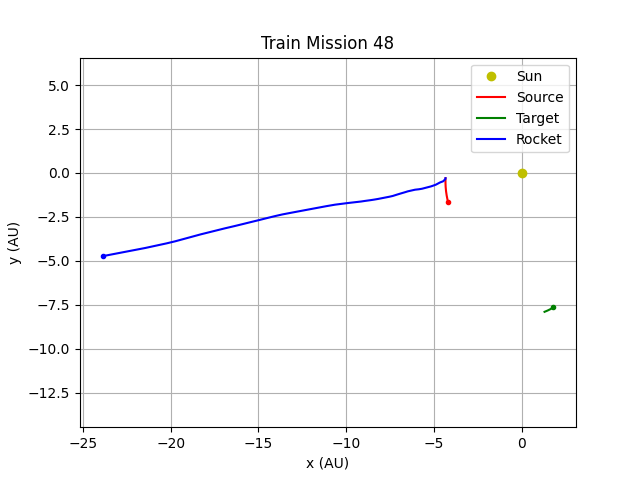 Train Mission 48
Sun
Source
Target
Rocket
5.0
2.5
0.0
−2.5
−5.0
−7.5
−10.0
−12.5
y (AU)
−25
−20
−15
−10
−5
0
x (AU)